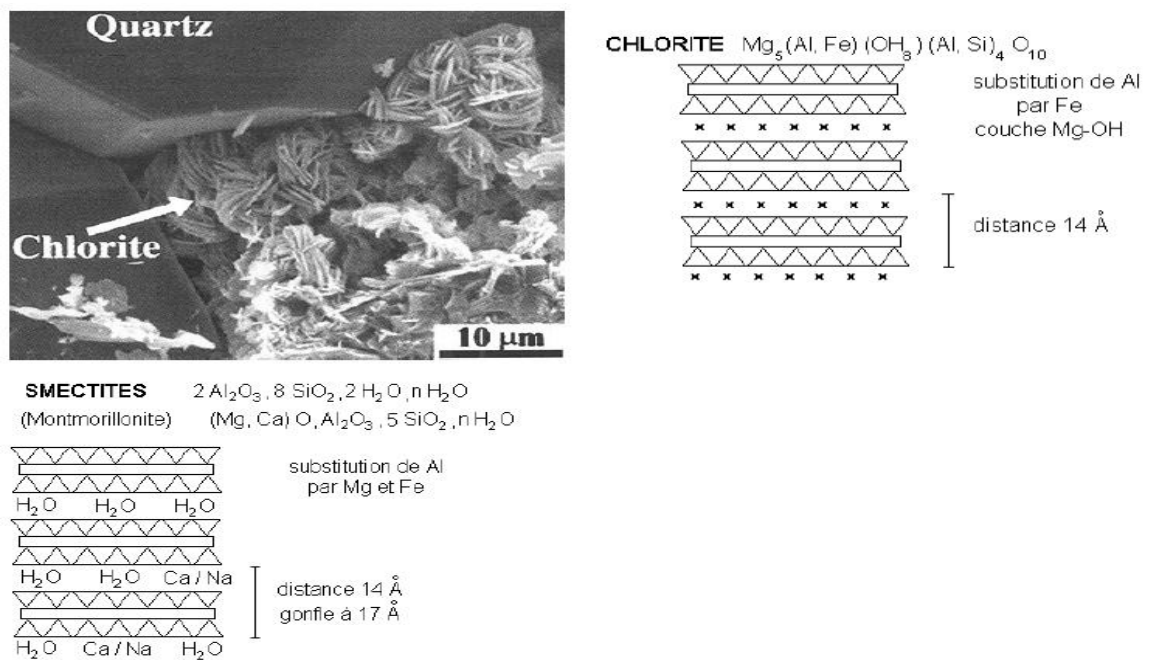 Quartz
Chlorite
10 µm
CHLORITE Mg₅(Al, Fe) (OH₈) (Al, Si)₄ O₁₀
substitution de Al
par Fe
couche Mg-OH
distance 14 Å
SMECTITES 2 Al₂O₃, 8 SiO₂, 2 H₂O, n H₂O
(Montmorillonite) (Mg, Ca) O, Al₂O₃, 5 SiO₂, n H₂O
substitution de Al
par Mg et Fe
H₂O H₂O H₂O
H₂O H₂O Ca / Na
distance 14 Å
gonfle à 17 Å
H₂O Ca / Na H₂O